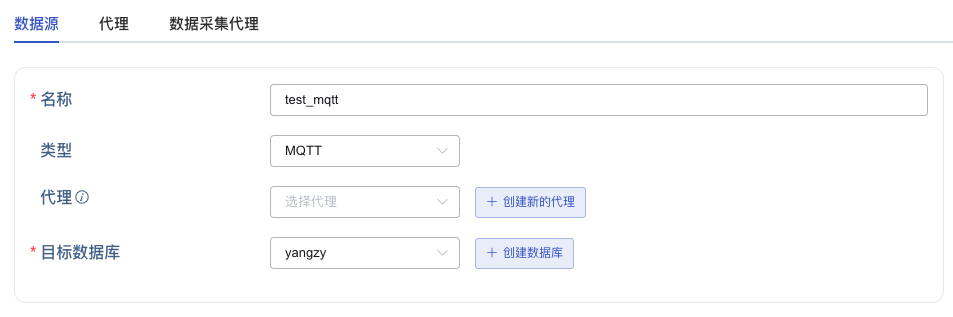 数据源 代理 数据采集代理
* 名称 test_mqtt
类型 MQTT
代理 选择代理 + 创建新的代理
* 目标数据库 yangzy + 创建数据库